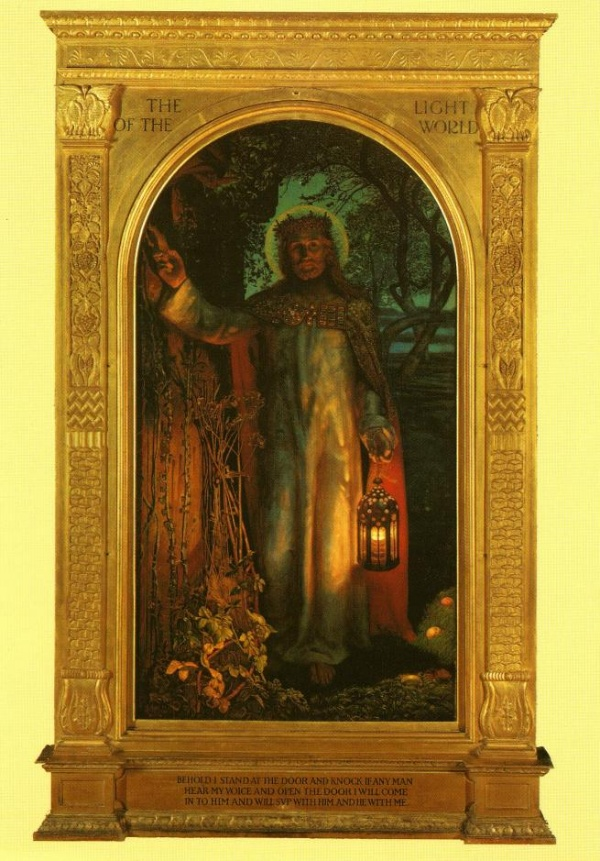 THE LIGHT
OF THE WORLD
BEHOLD I STAND AT THE DOOR AND KNOCK IF ANY MAN
HEAR MY VOICE AND OPEN THE DOOR I WILL COME
IN TO HIM AND WILL SVP WITH HIM AND HE WITH ME.